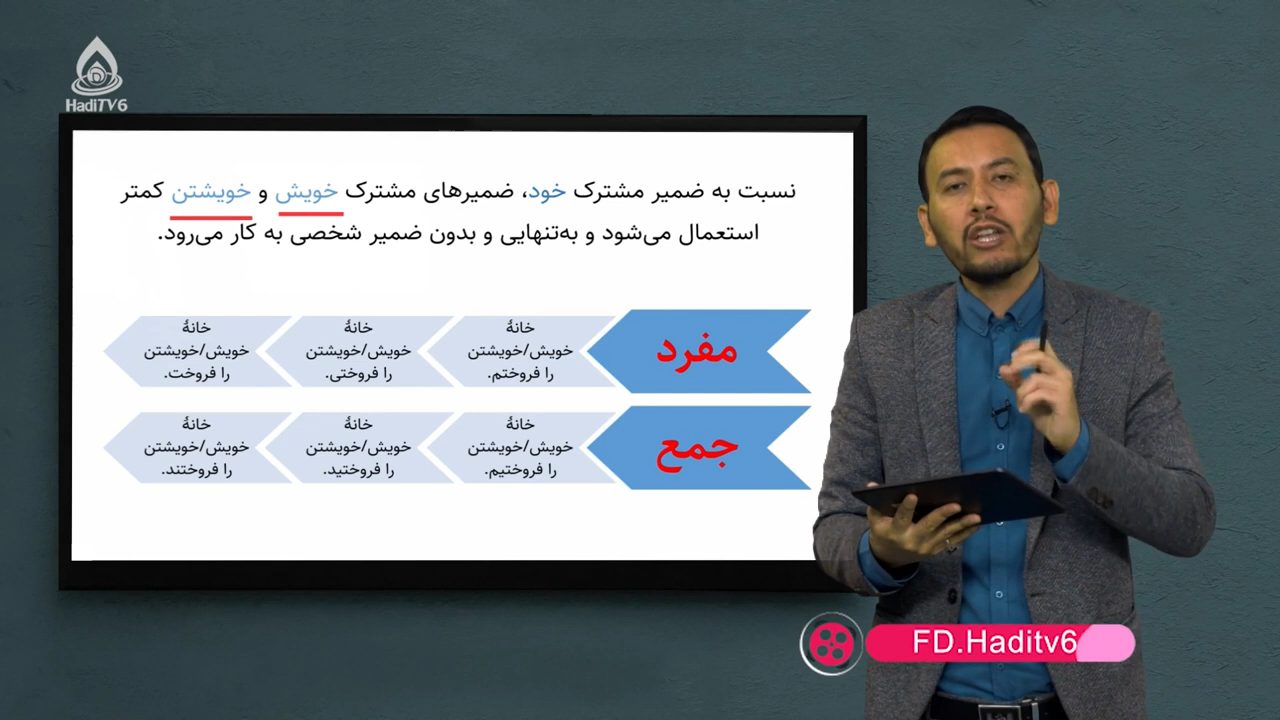 HadiTV6
نسبت به ضمیر مشترک خود، ضمیرهای مشترک خویش و خویشتن کمتر
استعمال می‌شود و به‌تنهایی و بدون ضمیر شخصی به کار می‌رود.
مفرد
خانهٔ
خویش/خویشتن
را فروختم.
خانهٔ
خویش/خویشتن
را فروختی.
خانهٔ
خویش/خویشتن
را فروخت.
جمع
خانهٔ
خویش/خویشتن
را فروختیم.
خانهٔ
خویش/خویشتن
را فروختید.
خانهٔ
خویش/خویشتن
را فروختند.
FD.Haditv6